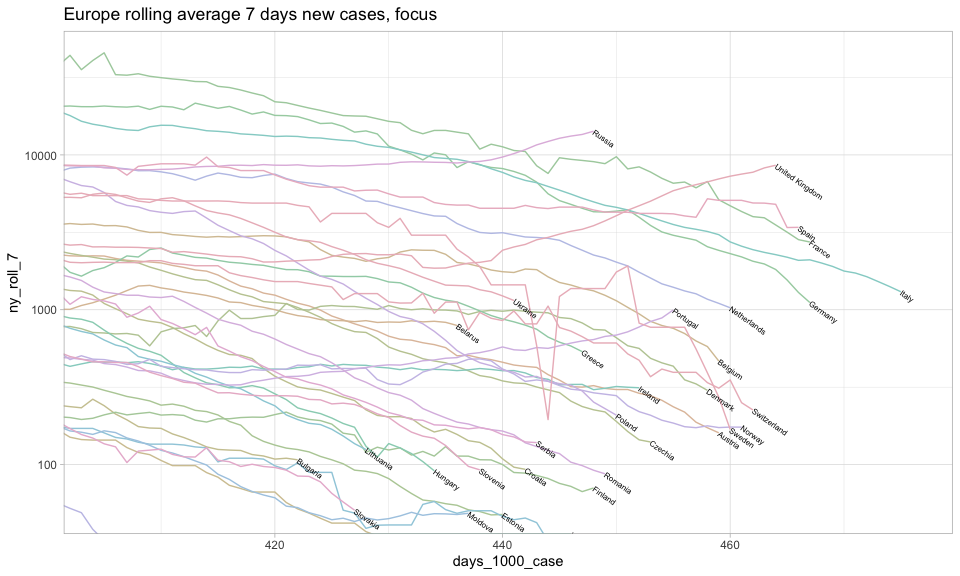 Europe rolling average 7 days new cases, focus
ny_roll_7
10000
1000
100
Russia
United Kingdom
Spain
France
Italy
Germany
Netherlands
Ukraine
Portugal
Belarus
Greece
Belgium
Ireland
Denmark
Switzerland
Poland
Norway
Sweden
Austria
Czechia
Serbia
Lithuania
Bulgaria
Hungary
Slovenia
Croatia
Romania
Finland
Slovakia
Moldova
Estonia
420
440
460
days_1000_case